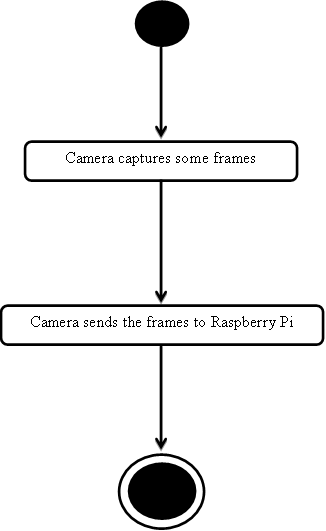 Camera captures some frames
Camera sends the frames to Raspberry Pi